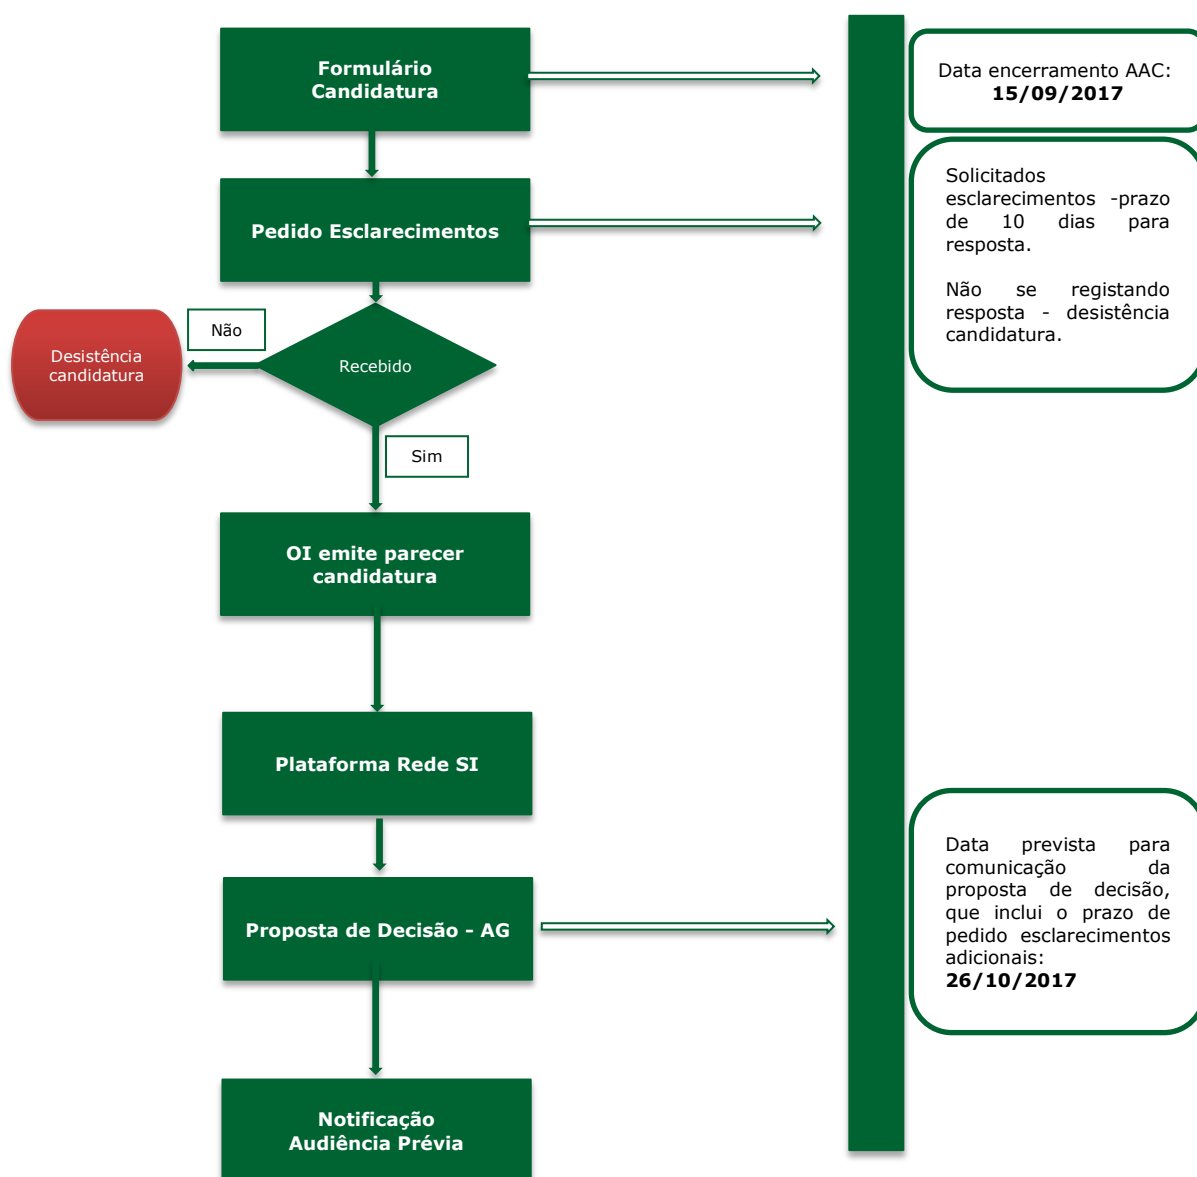 Formulário
Candidatura
Data encerramento AAC:
15/09/2017
Pedido Esclarecimentos
Solicitados
esclarecimentos -prazo
de 10 dias para
resposta.
Não se registando
resposta - desistência
candidatura.
Não
Desistência
candidatura
Recebido
Sim
OI emite parecer
candidatura
Plataforma Rede SI
Proposta de Decisão - AG
Data prevista para
comunicação da
proposta de decisão,
que inclui o prazo de
pedido esclarecimentos
adicionais:
26/10/2017
Notificação
Audiência Prévia